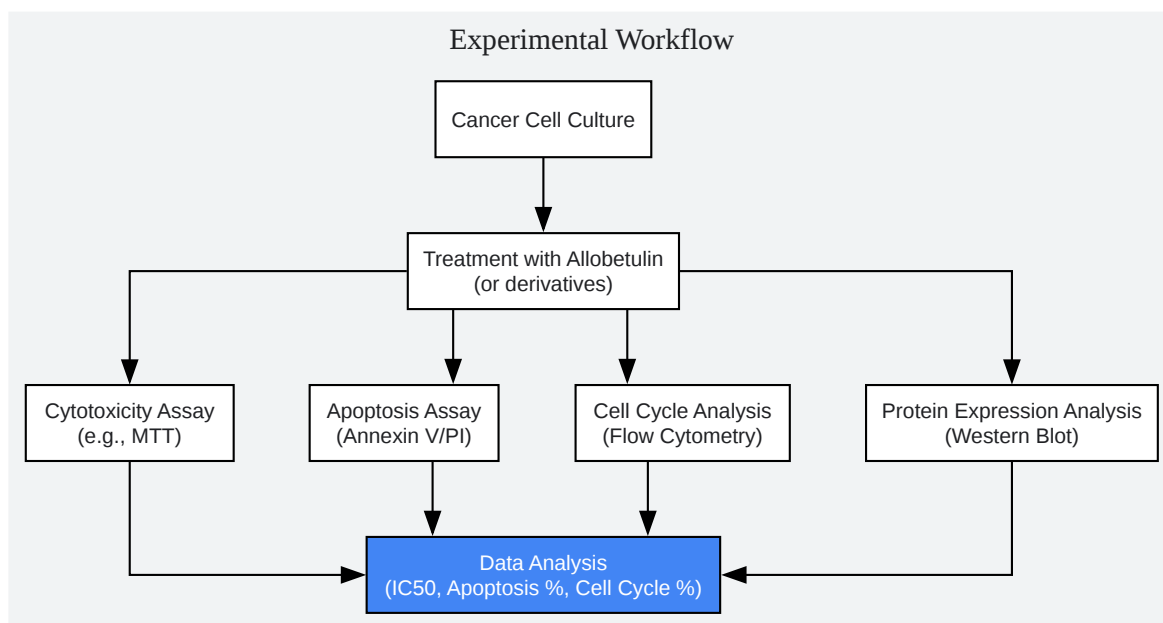 Experimental Workflow
Cancer Cell Culture
Treatment with Allobetulin
(or derivatives)
Cytotoxicity Assay
(e.g., MTT)
Apoptosis Assay
(Annexin V/PI)
Cell Cycle Analysis
(Flow Cytometry)
Protein Expression Analysis
(Western Blot)
Data Analysis
(IC50, Apoptosis %, Cell Cycle %)